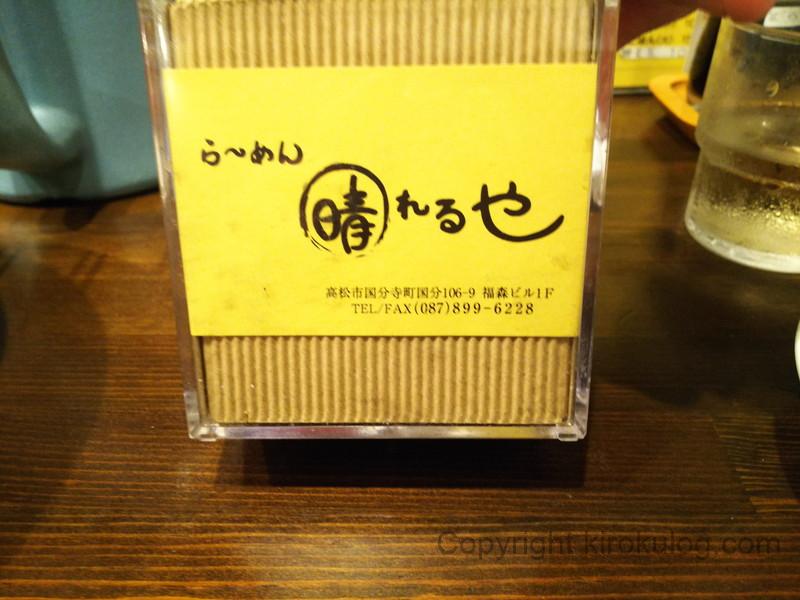 ら〜めん
晴れるや
高松市国分寺町国分106-9 福森ビル1F
TEL/FAX(087)899-6228
Copyright kirokulog.com